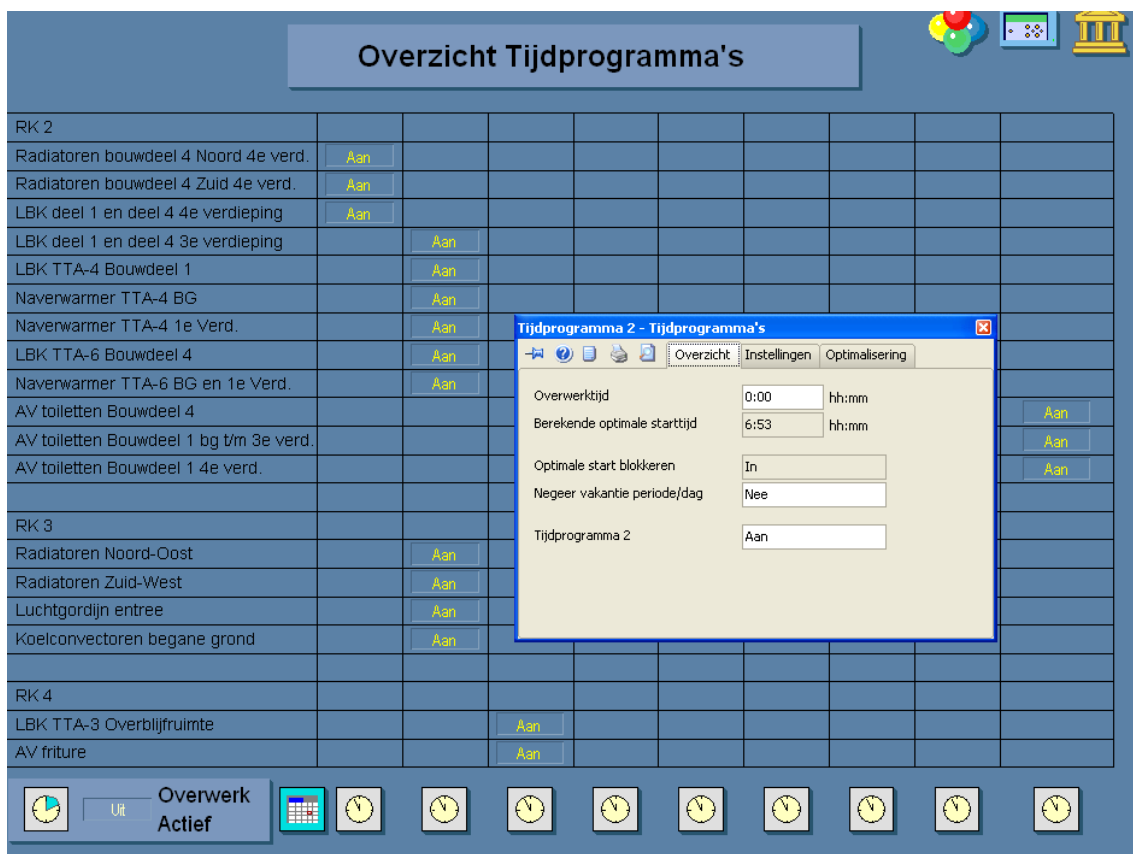 Overzicht Tijdprogramma's
RK 2
Radiatoren bouwdeel 4 Noord 4e verd. Aan
Radiatoren bouwdeel 4 Zuid 4e verd. Aan
LBK deel 1 en deel 4 4e verdieping Aan
LBK deel 1 en deel 4 3e verdieping Aan
LBK TTA-4 Bouwdeel 1 Aan
Naverwarmer TTA-4 BG Aan
Naverwarmer TTA-4 1e Verd. Aan
LBK TTA-6 Bouwdeel 4 Aan
Naverwarmer TTA-6 BG en 1e Verd. Aan
AV toiletten Bouwdeel 4 Aan
AV toiletten Bouwdeel 1 bg t/m 3e verd. Aan
AV toiletten Bouwdeel 1 4e verd. Aan
RK 3
Radiatoren Noord-Oost Aan
Radiatoren Zuid-West Aan
Luchtgordijn entree Aan
Koelconvectoren begane grond Aan
RK 4
LBK TTA-3 Overblijfruimte Aan
AV friture Aan
Tijdprogramma 2 - Tijdprogramma's
Overzicht Instellingen Optimalisering
Overwerktijd 0:00 hh:mm
Berekende optimale starttijd 6:53 hh:mm
Optimale start blokkeren In
Negeer vakantie periode/dag Nee
Tijdprogramma 2 Aan
Uit Overwerk
Actief